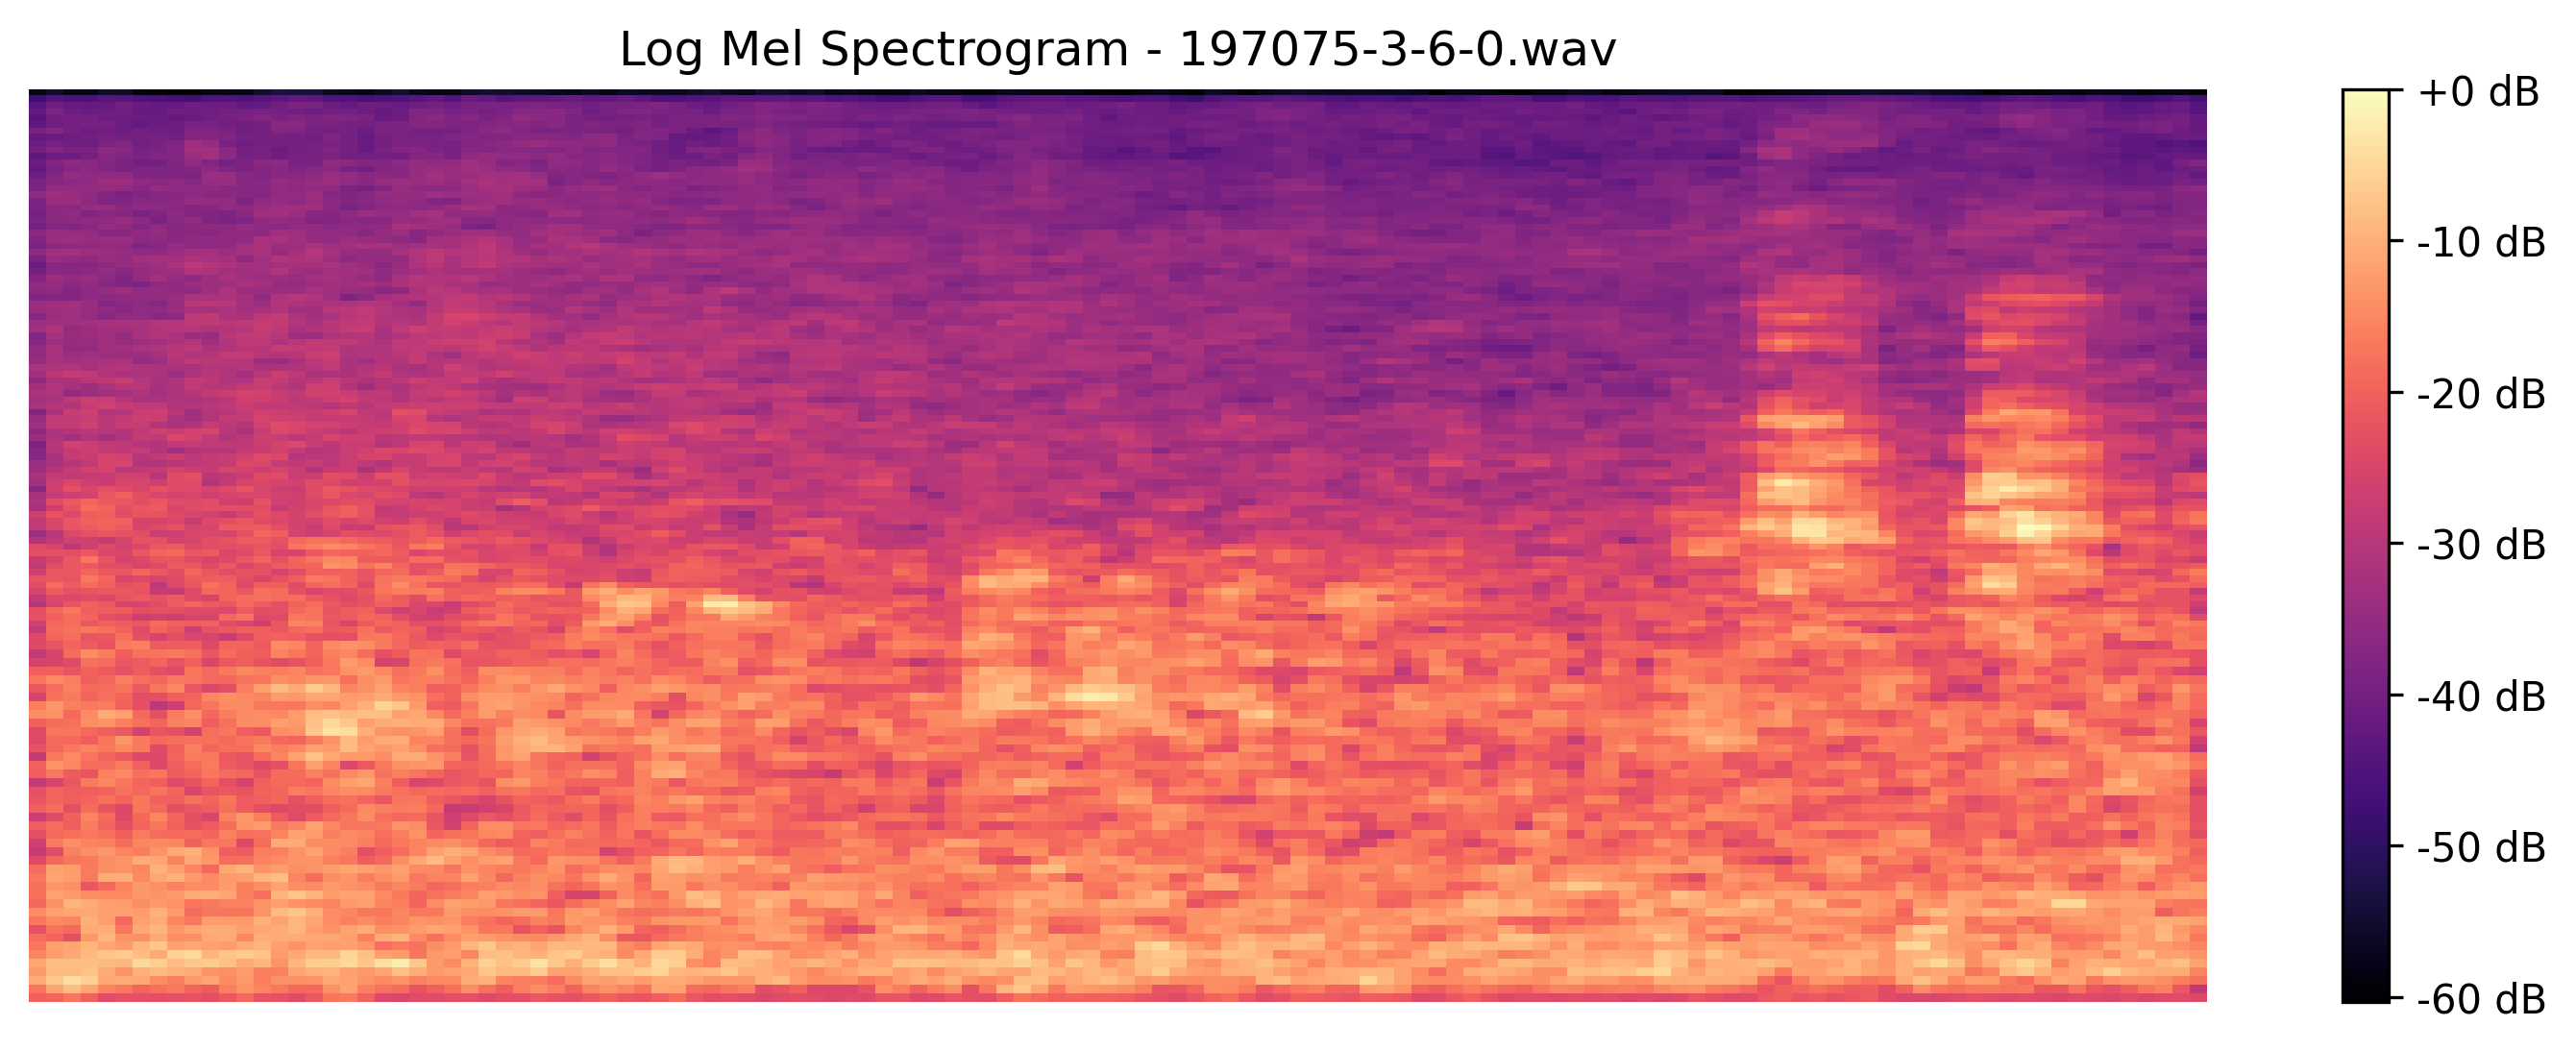 Log Mel Spectrogram - 197075-3-6-0.wav
+0 dB
-10 dB
-20 dB
-30 dB
-40 dB
-50 dB
-60 dB